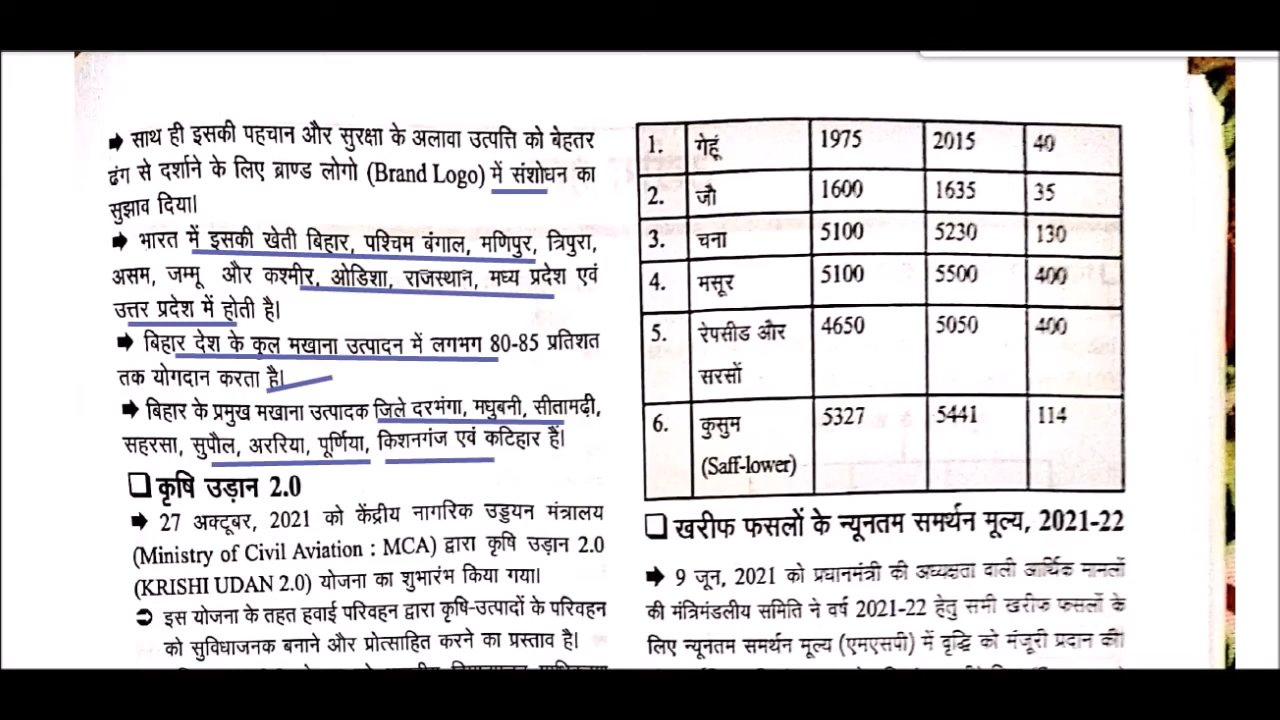 ➡ साथ ही इसकी पहचान और सुरक्षा के अलावा उत्पत्ति को बेहतर
ढंग से दर्शाने के लिए ब्राण्ड लोगो (Brand Logo) में संशोधन का
सुझाव दिया।
➡ भारत में इसकी खेती बिहार, पश्चिम बंगाल, मणिपुर, त्रिपुरा,
असम, जम्मू और कश्मीर, ओडिशा, राजस्थान, मध्य प्रदेश एवं
उत्तर प्रदेश में होती है।
➡ बिहार देश के कुल मखाना उत्पादन में लगभग 80-85 प्रतिशत
तक योगदान करता है।
➡ बिहार के प्रमुख मखाना उत्पादक जिले दरभंगा, मधुबनी, सीतामढ़ी,
सहरसा, सुपौल, अररिया, पूर्णिया, किशनगंज एवं कटिहार हैं।
❑ कृषि उड़ान 2.0
➡ 27 अक्टूबर, 2021 को केंद्रीय नागरिक उड्डयन मंत्रालय
(Ministry of Civil Aviation : MCA) द्वारा कृषि उड़ान 2.0
(KRISHI UDAN 2.0) योजना का शुभारंभ किया गया।
➲ इस योजना के तहत हवाई परिवहन द्वारा कृषि-उत्पादों के परिवहन
को सुविधाजनक बनाने और प्रोत्साहित करने का प्रस्ताव है।
1. गेहूं 1975 2015 40
2. जौ 1600 1635 35
3. चना 5100 5230 130
4. मसूर 5100 5500 400
5. रेपसीड और 4650 5050 400
सरसों
6. कुसुम 5327 5441 114
(Saff-lower)
❑ खरीफ फसलों के न्यूनतम समर्थन मूल्य, 2021-22
➡ 9 जून, 2021 को प्रधानमंत्री की अध्यक्षता वाली आर्थिक मामलों
की मंत्रिमंडलीय समिति ने वर्ष 2021-22 हेतु सभी खरीफ फसलों के
लिए न्यूनतम समर्थन मूल्य (एमएसपी) में वृद्धि को मंजूरी प्रदान की।